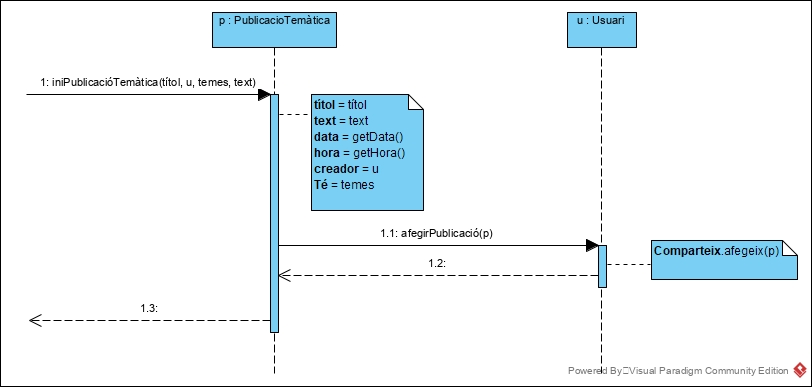 p : PublicacioTemàtica
u : Usuari
1: iniPublicacióTemàtica(títol, u, temes, text)
títol = títol
text = text
data = getData()
hora = getHora()
creador = u
Té = temes
1.1: afegirPublicació(p)
Comparteix.afegeix(p)
1.2:
1.3:
Powered By Visual Paradigm Community Edition